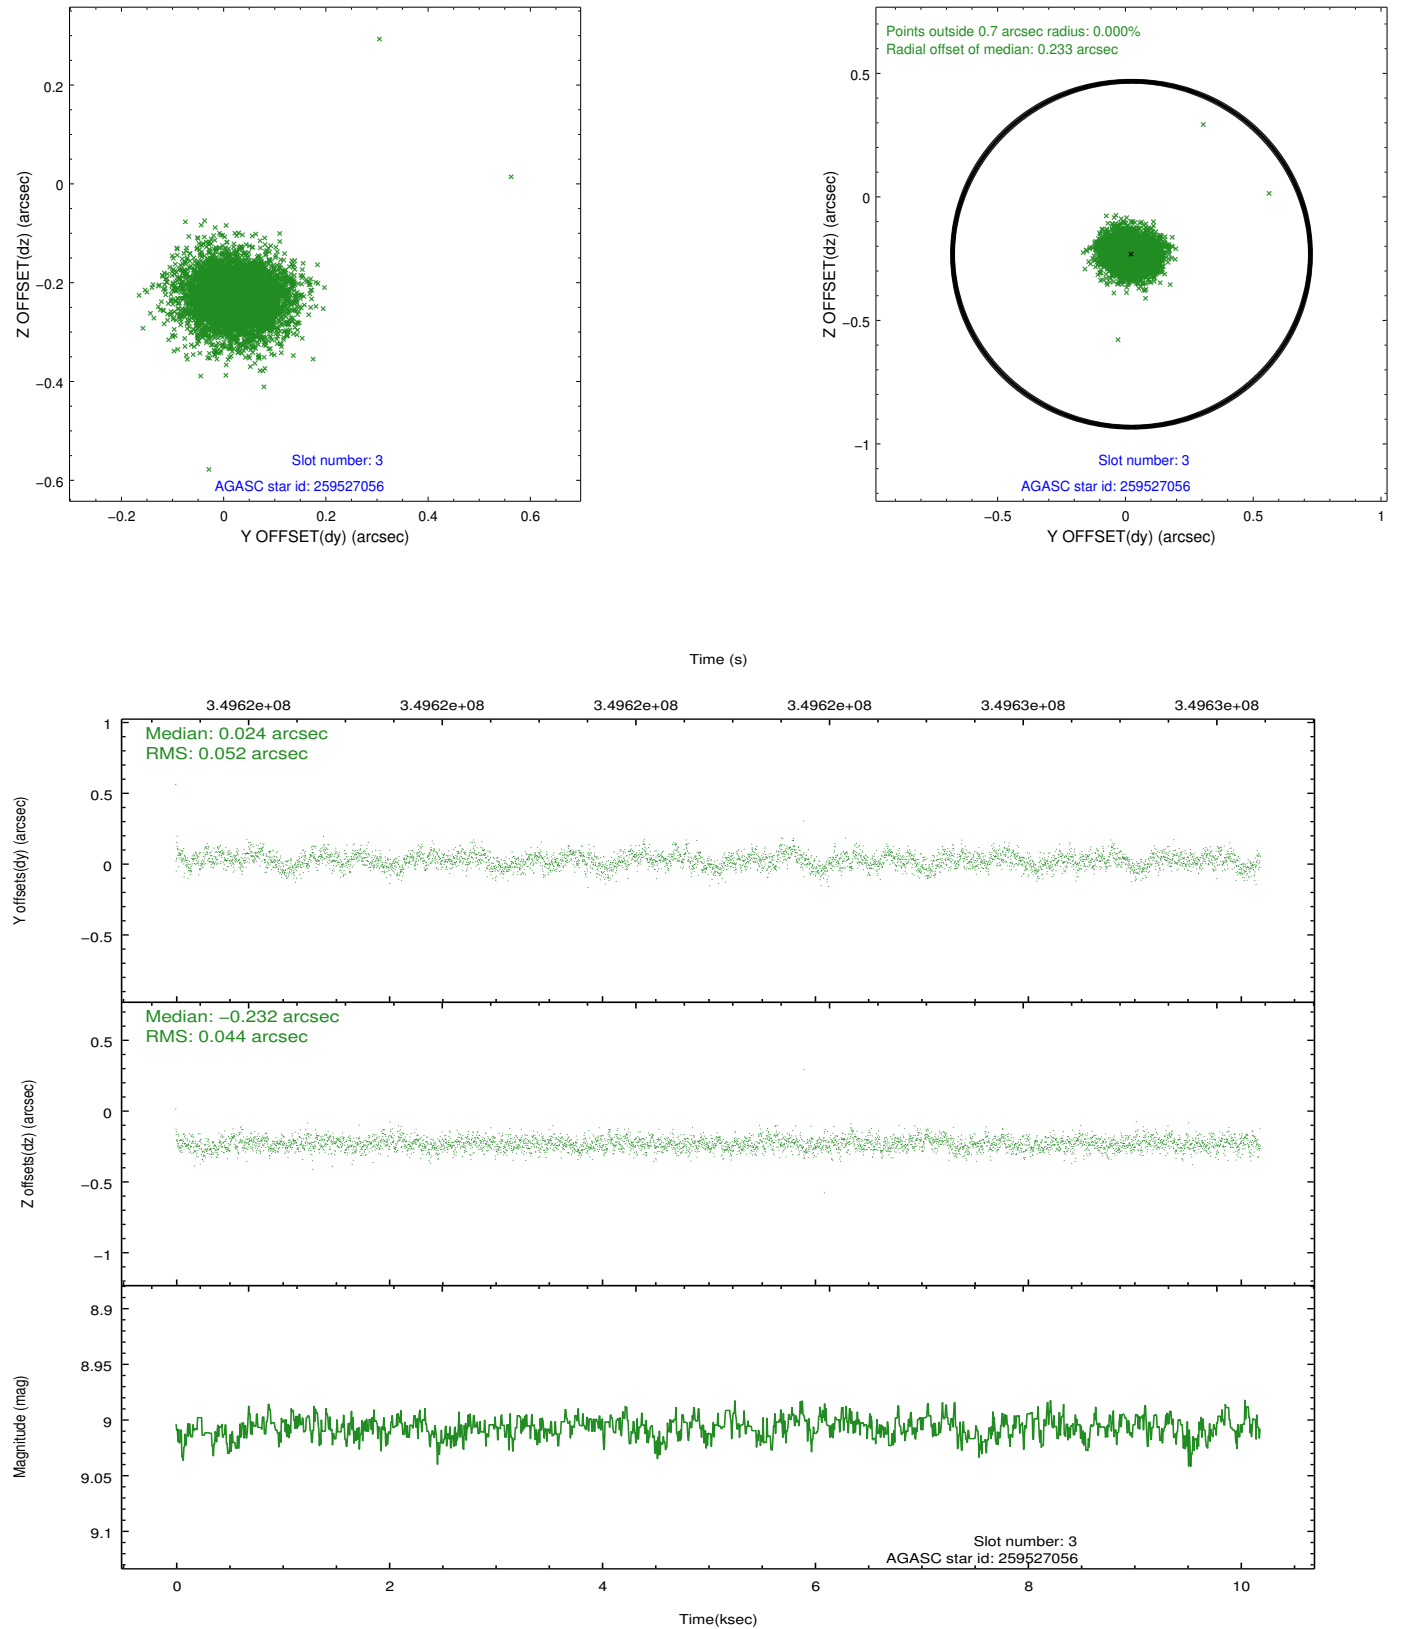 0.2
0
−0.2
−0.4
−0.6
Z OFFSET(dz) (arcsec)
Slot number: 3
AGASC star id: 259527056
−0.2 0 0.2 0.4 0.6
Y OFFSET(dy) (arcsec)
Points outside 0.7 arcsec radius: 0.000%
Radial offset of median: 0.233 arcsec
0.5
0
−0.5
−1
Z OFFSET(dz) (arcsec)
Slot number: 3
AGASC star id: 259527056
−0.5 0 0.5 1
Y OFFSET(dy) (arcsec)
Time (s)
3.4962e+08 3.4962e+08 3.4962e+08 3.4962e+08 3.4963e+08 3.4963e+08
Median: 0.024 arcsec
RMS: 0.052 arcsec
1
0.5
0
−0.5
Y offsets(dy) (arcsec)
Median: −0.232 arcsec
RMS: 0.044 arcsec
0.5
0
−0.5
−1
Z offsets(dz) (arcsec)
8.9
8.95
9
9.05
9.1
Magnitude (mag)
Slot number: 3
AGASC star id: 259527056
0 2 4 6 8 10
Time(ksec)